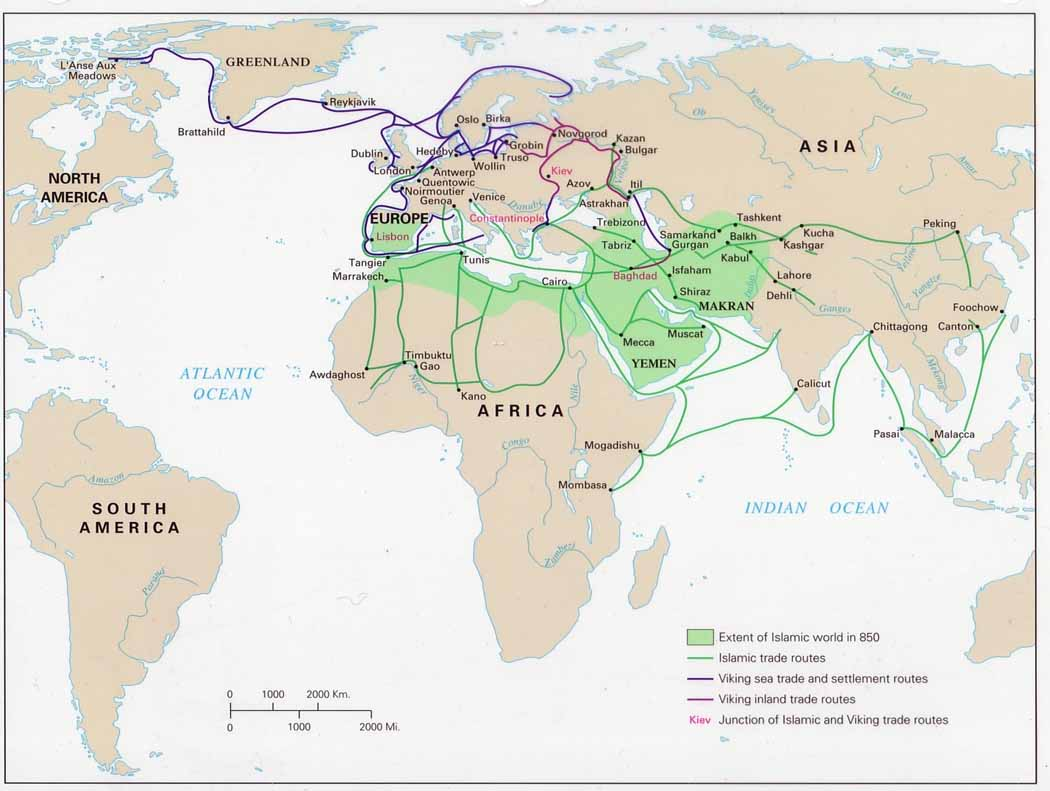 L'Anse Aux
Meadows
GREENLAND
Reykjavik
Brattahild
NORTH
AMERICA
Oslo
Birka
Novgorod
Kazan
Bulgar
Dublin
Hedeby
Grobin
Truso
London
Wollin
Antwerp
Quentowic
Noirmoutier
Kiev
Azov
Itil
Volga
Astrakhan
Genoa
Venice
Danube
EUROPE
Constantinople
Trebizond
Lisbon
Tabriz
Samarkand
Gurgan
Tashkent
Balkh
Kabul
Kucha
Kashgar
Peking
ASIA
Ob
Yenisey
Lena
Amur
Yellow
Yangtze
Tangier
Marrakech
Tunis
Cairo
Baghdad
Isfaham
Shiraz
MAKRAN
Indus
Lahore
Dehli
Ganges
Foochow
Canton
Chittagong
Mecca
Muscat
YEMEN
Mekong
Timbuktu
Gao
Awdaghost
Niger
Kano
Nile
AFRICA
Calicut
Congo
Mogadishu
Mombasa
Pasai
Malacca
ATLANTIC
OCEAN
Amazon
SOUTH
AMERICA
Paraná
Zambezi
INDIAN OCEAN
Extent of Islamic world in 850
Islamic trade routes
Viking sea trade and settlement routes
Viking inland trade routes
Kiev Junction of Islamic and Viking trade routes
0 1000 2000 Km.
0 1000 2000 Mi.